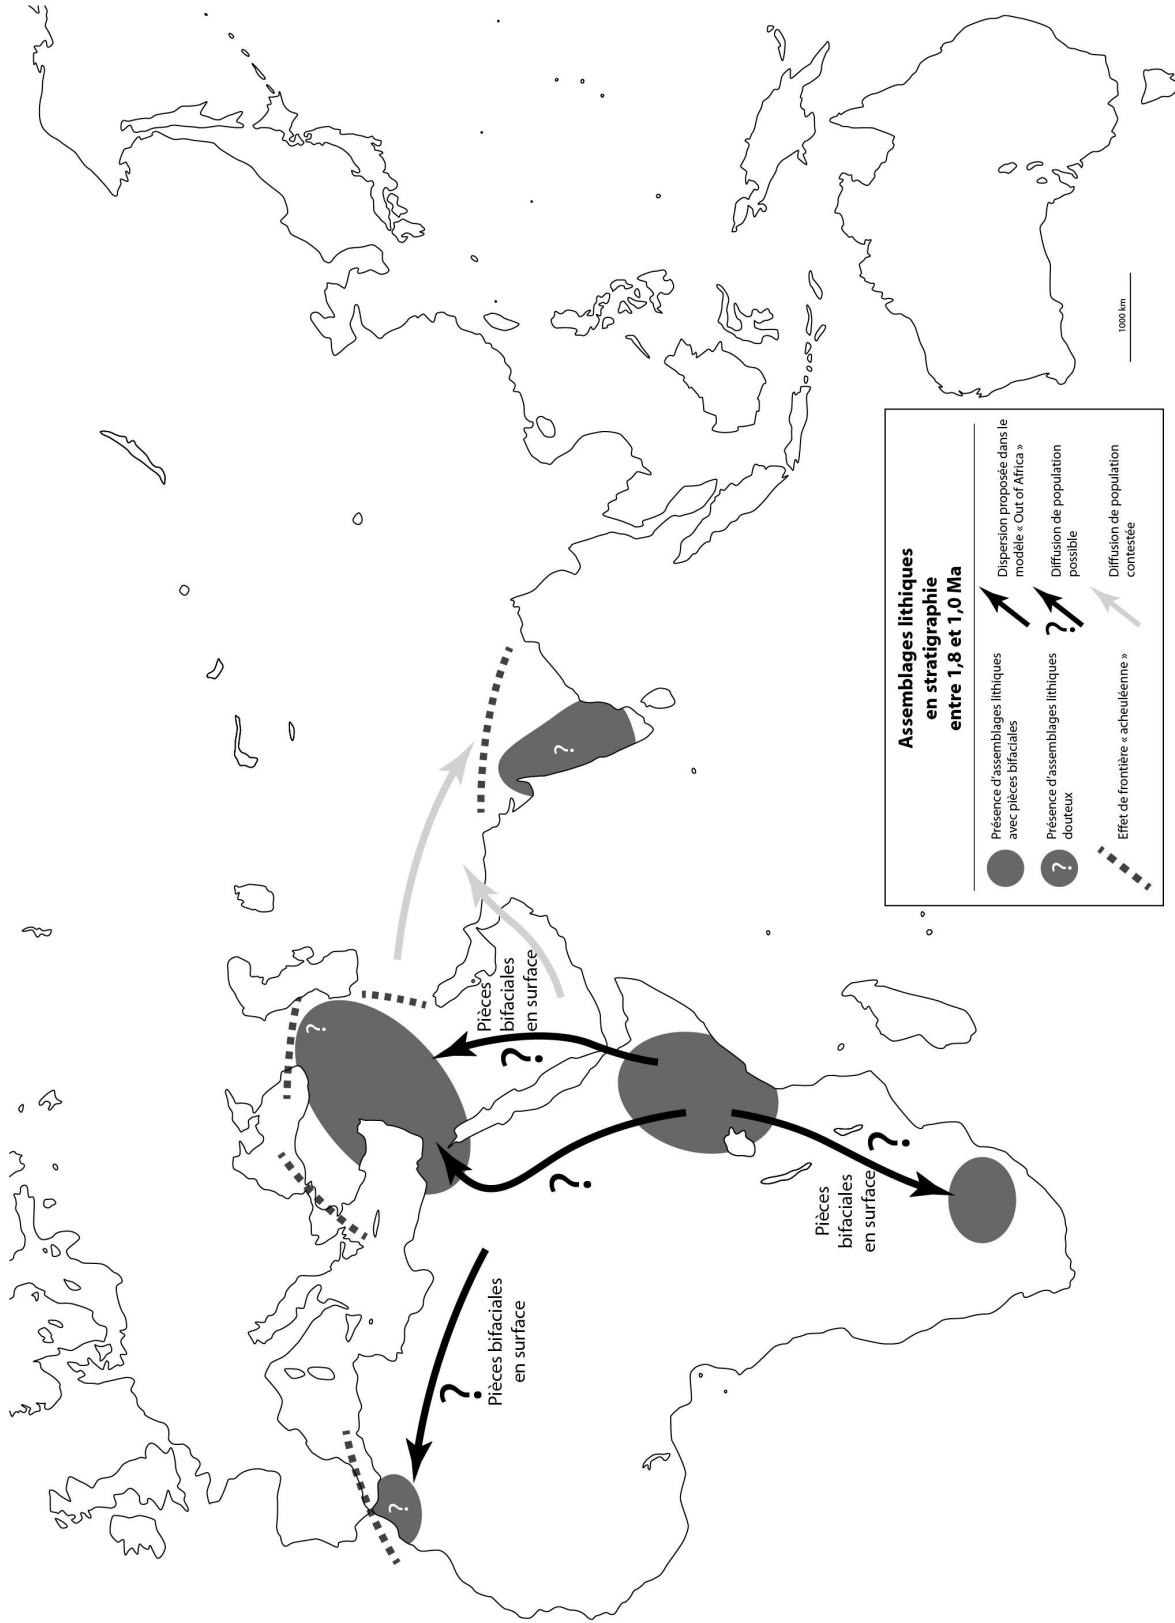 Pièces bifaciales
en surface
?
?
?
Pièces
bifaciales
en surface
?
Pièces
bifaciales
en surface
?
?
?
?
Assemblages lithiques
en stratigraphie
entre 1,8 et 1,0 Ma
Présence d'assemblages lithiques
avec pièces bifaciales
?
Présence d'assemblages lithiques
douteux
Effet de frontière « acheuléenne »
Dispersion proposée dans le
modèle « Out of Africa »
?
Diffusion de population
possible
Diffusion de population
contestée
1000 km